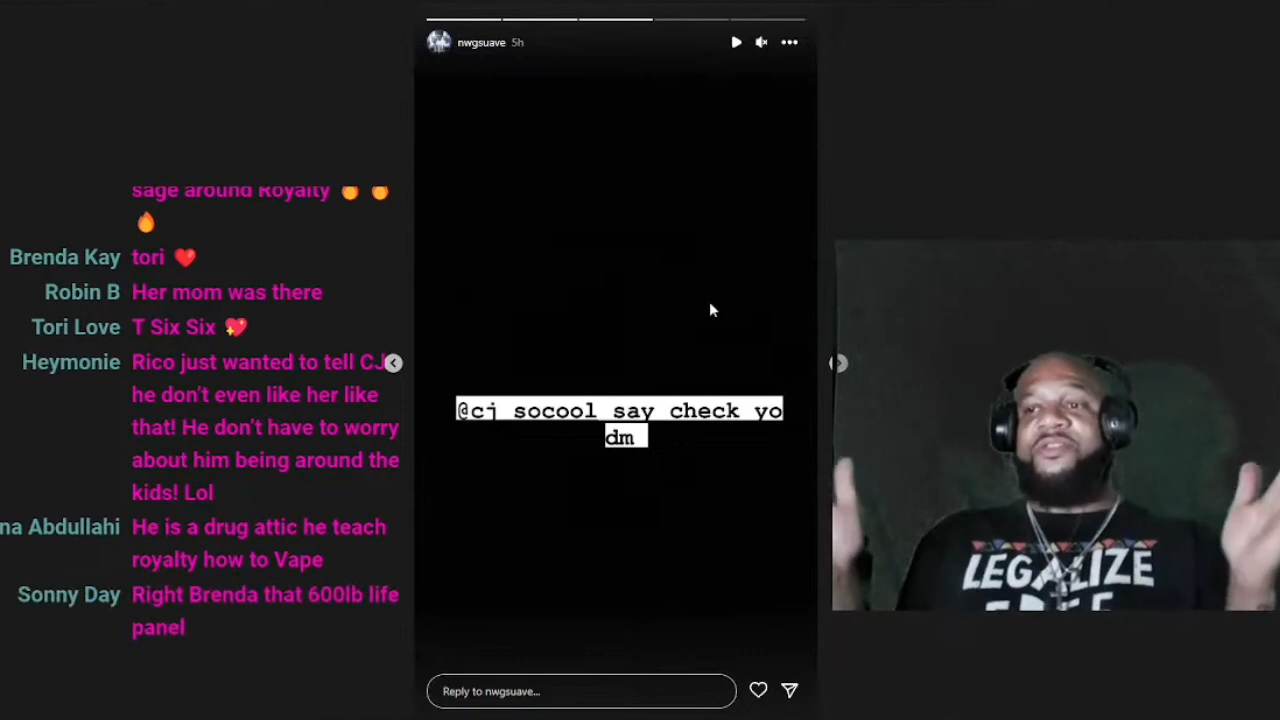 nwgsuave 5h
sage around Royalty 🔥 🔥
🔥
Brenda Kay tori ❤️
Robin B Her mom was there
Tori Love T Six Six 💖
Heymonie Rico just wanted to tell CJ
he don't even like her like
that! He don't have to worry
about him being around the
kids! Lol
na Abdullahi He is a drug attic he teach
royalty how to Vape
Sonny Day Right Brenda that 600lb life
panel
@cj socool say check yo
dm
Reply to nwgsuave...
LEGALIZE
FREE